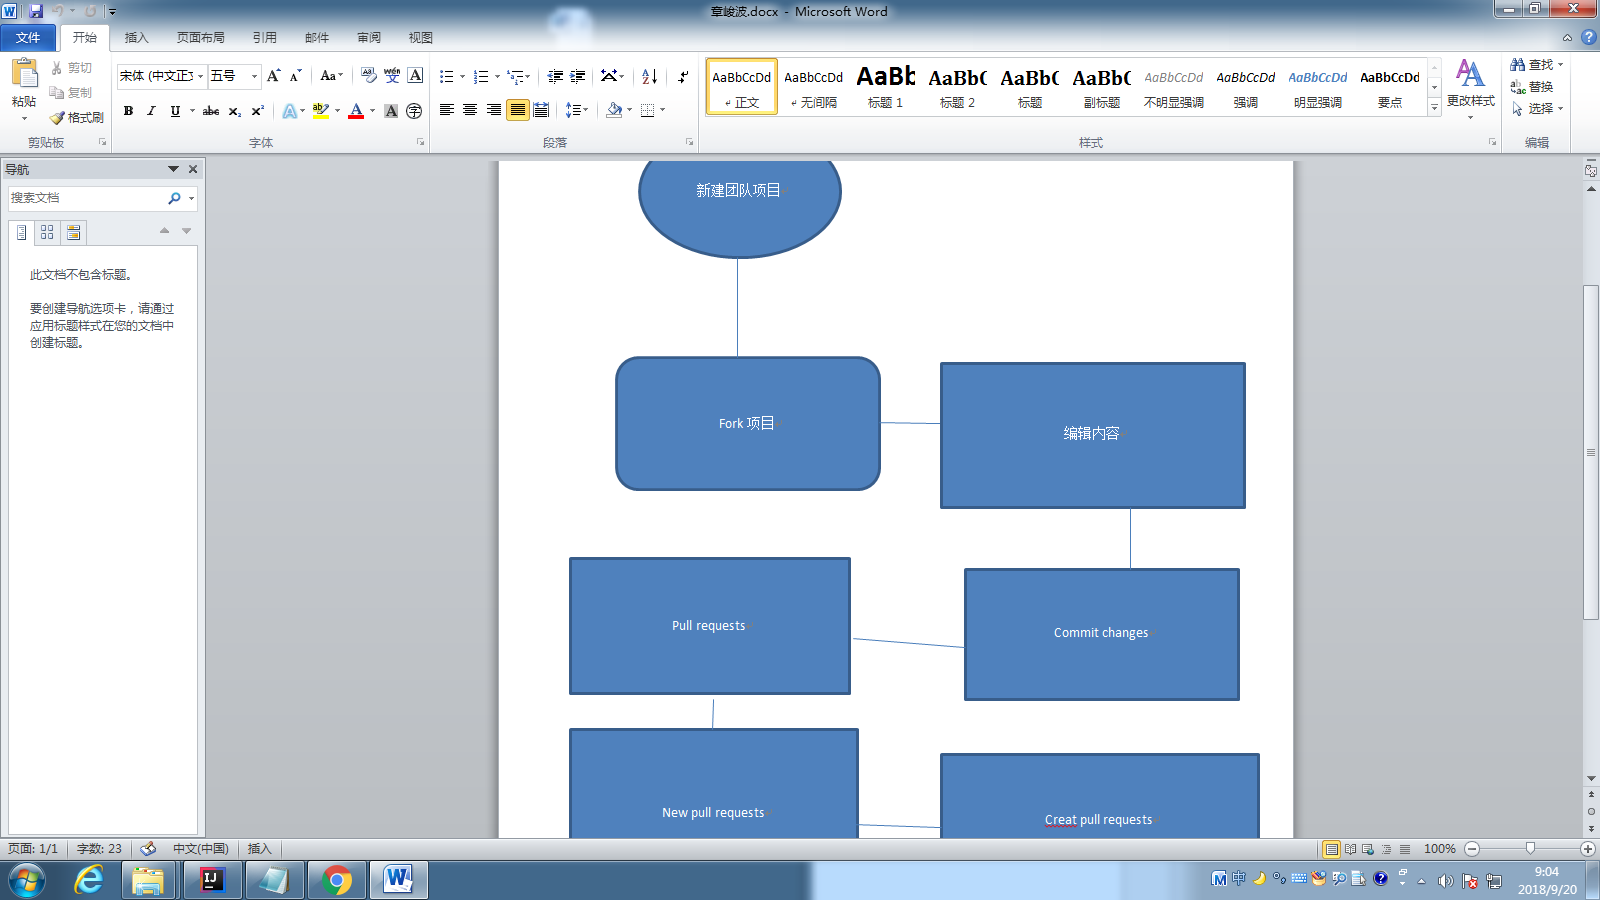 章峻波.docx - Microsoft Word
文件 开始 插入 页面布局 引用 邮件 审阅 视图
粘贴 剪切 复制 格式刷
宋体 (中文正文 五号
AaBbCcDd AaBbCcDd AaBb AaBbC AaBbC AaBbC AaBbCcDd AaBbCcDd AaBbCcDd AaBbCcDd
正文 无间隔 标题 1 标题 2 标题 副标题 不明显强调 强调 明显强调 要点
更改样式
查找
替换
选择
剪贴板 字体 段落 样式 编辑
导航
搜索文档
此文档不包含标题。
要创建导航选项卡，请通过
应用标题样式在您的文档中
创建标题。
新建团队项目
Fork 项目
编辑内容
Pull requests
Commit changes
New pull requests
Creat pull requests
页面: 1/1 字数: 23 中文(中国) 插入 100%
9:04
2018/9/20